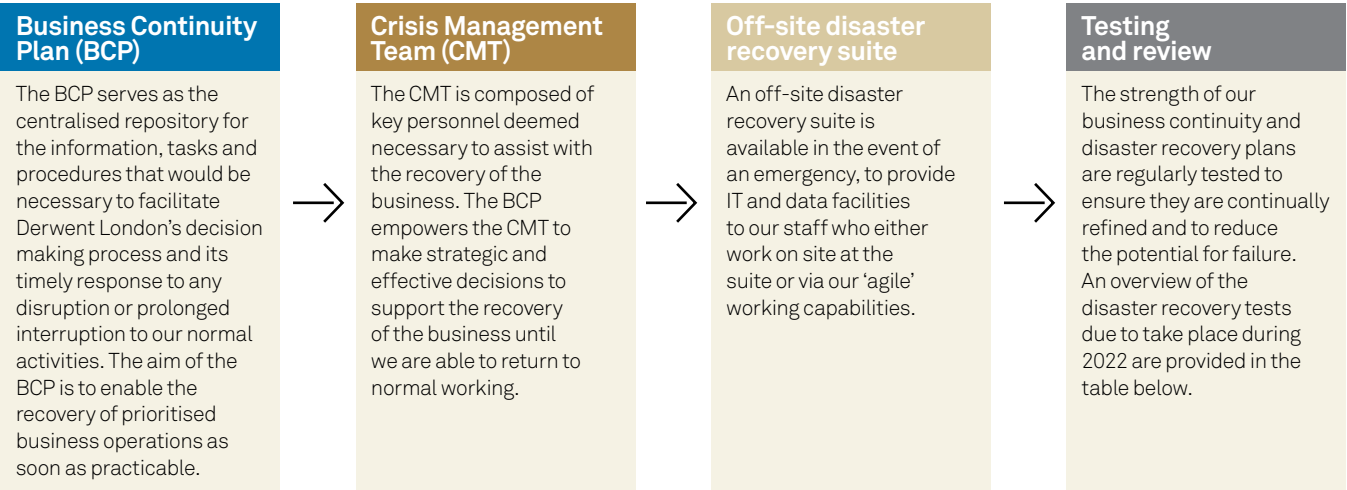 Business Continuity
Plan (BCP)
The BCP serves as the
centralised repository for
the information, tasks and
procedures that would be
necessary to facilitate
Derwent London's decision
making process and its
timely response to any
disruption or prolonged
interruption to our normal
activities. The aim of the
BCP is to enable the
recovery of prioritised
business operations as
soon as practicable.
Crisis Management
Team (CMT)
The CMT is composed of
key personnel deemed
necessary to assist with
the recovery of the
business. The BCP
empowers the CMT to
make strategic and
effective decisions to
support the recovery
of the business until
we are able to return to
normal working.
Off-site disaster
recovery suite
An off-site disaster
recovery suite is
available in the event of
an emergency, to provide
IT and data facilities
to our staff who either
work on site at the
suite or via our ‘agile’
working capabilities.
Testing
and review
The strength of our
business continuity and
disaster recovery plans
are regularly tested to
ensure they are continually
refined and to reduce
the potential for failure.
An overview of the
disaster recovery tests
due to take place during
2022 are provided in the
table below.